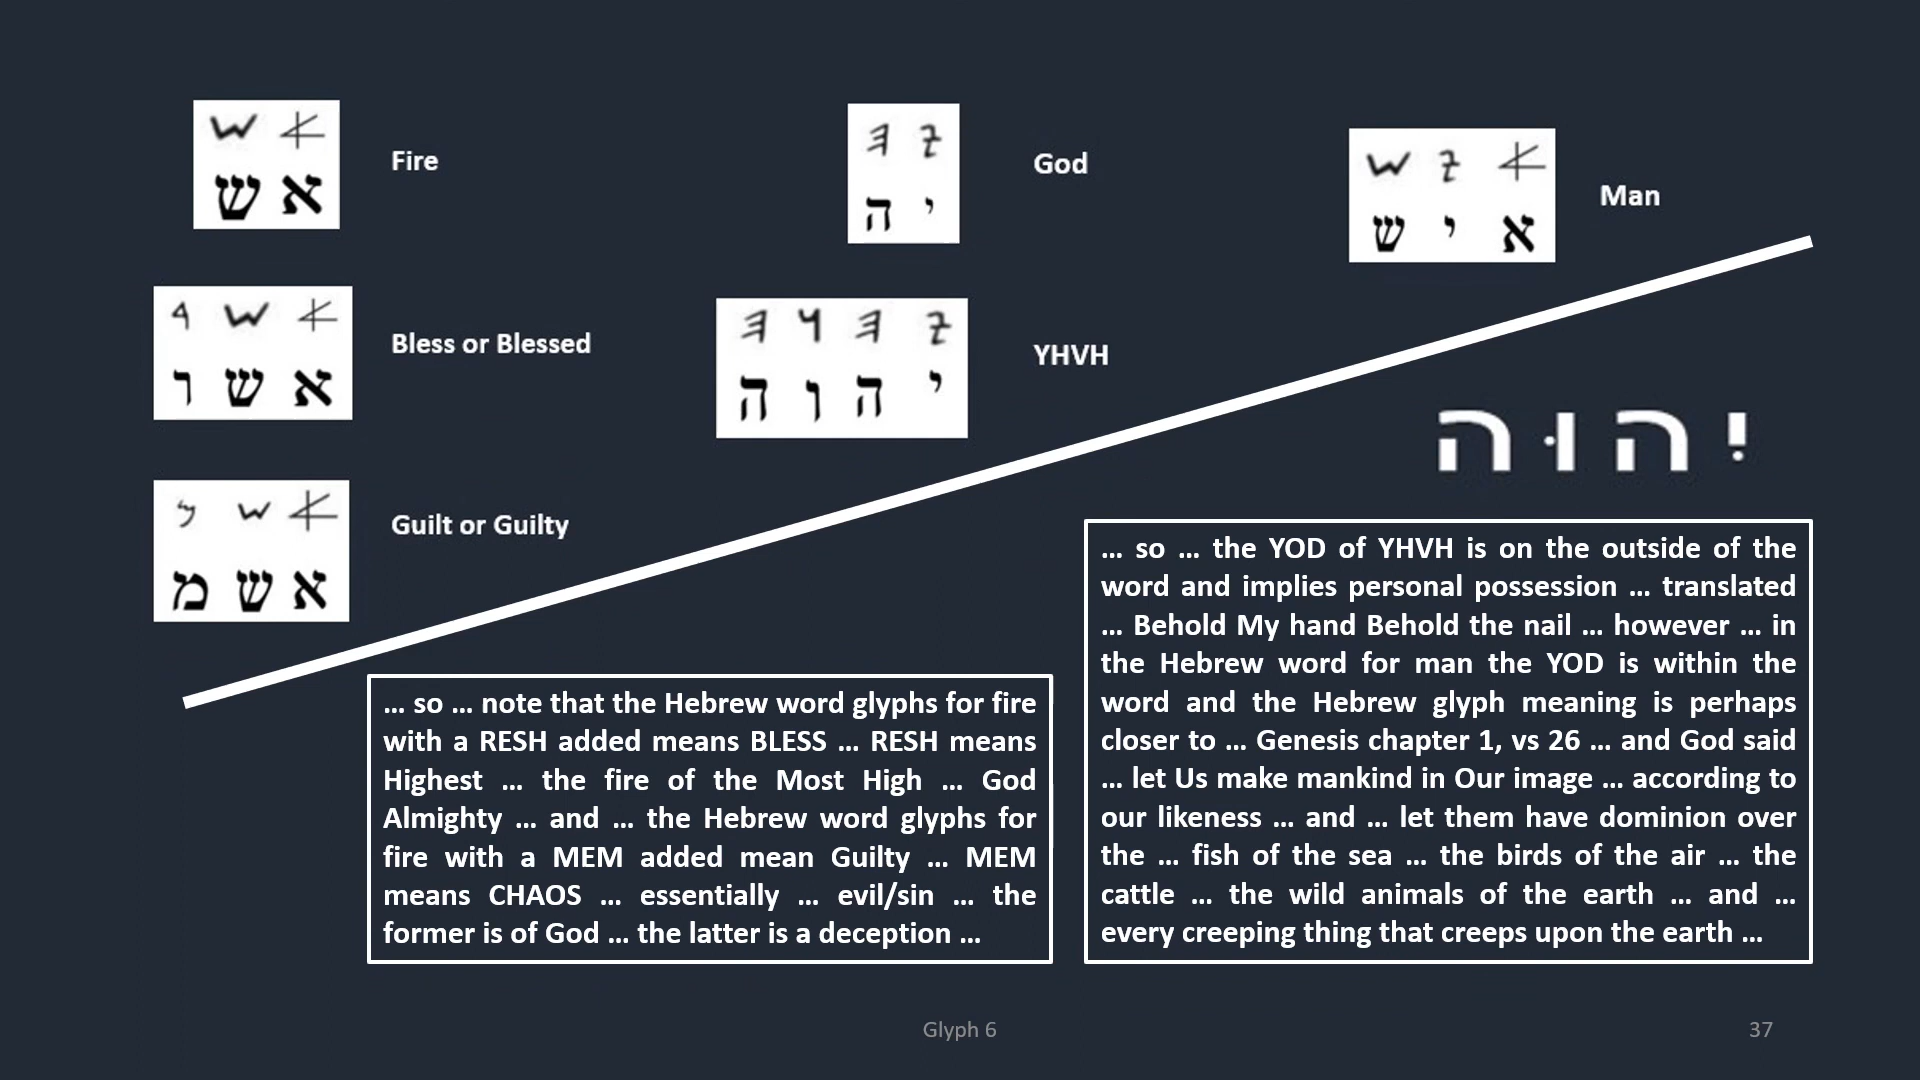 𐤀𐤔
אש
Fire
𐤉𐤄
יה
God
𐤀𐤉𐤔
איש
Man
𐤀𐤔𐤓
אשר
Bless or Blessed
𐤉𐤄𐤅𐤄
יהוה
YHVH
יִהוּה
𐤀𐤔𐤌
אשמ
Guilt or Guilty
... so ... note that the Hebrew word glyphs for fire
with a RESH added means BLESS ... RESH means
Highest ... the fire of the Most High ... God
Almighty ... and ... the Hebrew word glyphs for
fire with a MEM added mean Guilty ... MEM
means CHAOS ... essentially ... evil/sin ... the
former is of God ... the latter is a deception ...
... so ... the YOD of YHVH is on the outside of the
word and implies personal possession ... translated
... Behold My hand Behold the nail ... however ... in
the Hebrew word for man the YOD is within the
word and the Hebrew glyph meaning is perhaps
closer to ... Genesis chapter 1, vs 26 ... and God said
... let Us make mankind in Our image ... according to
our likeness ... and ... let them have dominion over
the ... fish of the sea ... the birds of the air ... the
cattle ... the wild animals of the earth ... and ...
every creeping thing that creeps upon the earth ...
Glyph 6
37